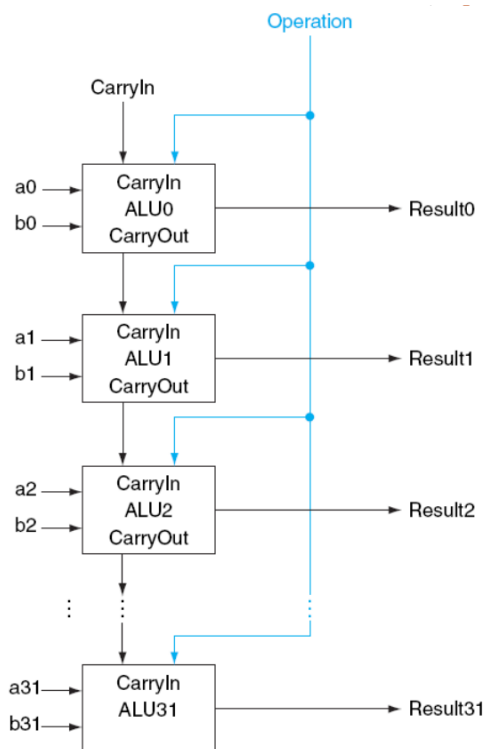 Operation
CarryIn
a0
b0
CarryIn
ALU0
CarryOut
Result0
a1
b1
CarryIn
ALU1
CarryOut
Result1
a2
b2
CarryIn
ALU2
CarryOut
Result2
a31
b31
CarryIn
ALU31
Result31